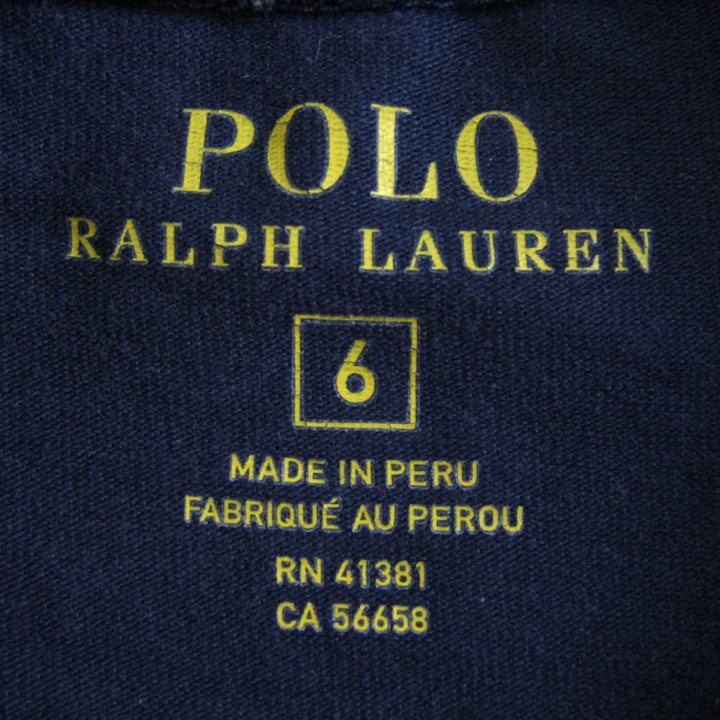 POLO
RALPH LAUREN
6
MADE IN PERU
FABRIQUÉ AU PEROU
RN 41381
CA 56658